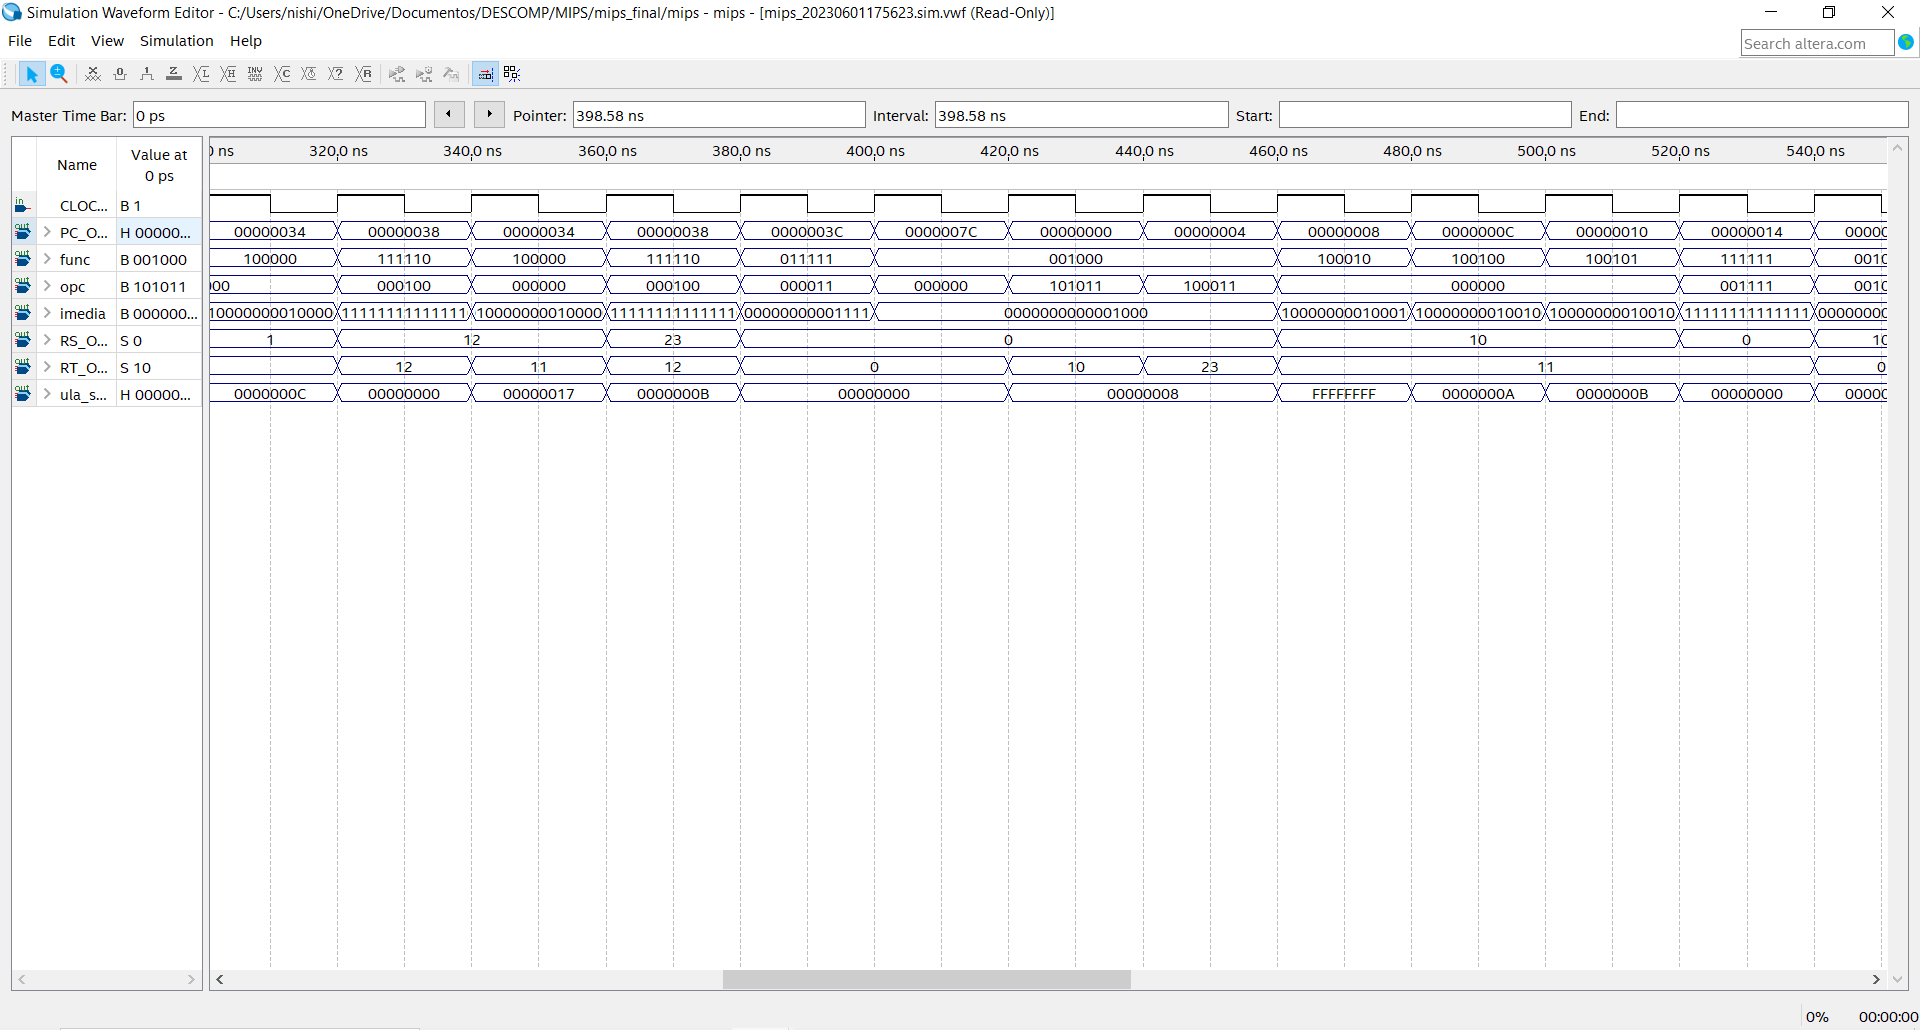 Simulation Waveform Editor - C:/Users/nishi/OneDrive/Documentos/DESCOMP/MIPS/mips_final/mips - mips - [mips_20230601175623.sim.vwf (Read-Only)]
File Edit View Simulation Help
Search altera.com
Master Time Bar: 0 ps Pointer: 398.58 ns Interval: 398.58 ns Start: End:
Name Value at 0 ps
0 ns 320,0 ns 340,0 ns 360,0 ns 380,0 ns 400,0 ns 420,0 ns 440,0 ns 460,0 ns 480,0 ns 500,0 ns 520,0 ns 540,0 ns
CLOC... B 1
PC_O... H 00000... 00000034 00000038 00000034 00000038 0000003C 0000007C 00000000 00000004 00000008 0000000C 00000010 00000014 00000
func B 001000 100000 111110 100000 111110 011111 001000 100010 100100 100101 111111 0010
opc B 101011 000 000100 000000 000100 000011 000000 101011 100011 000000 001111 0010
imedia B 000000... 10000000010000 11111111111111 10000000010000 11111111111111 00000000001111 0000000000001000 10000000010001 10000000010010 10000000010010 11111111111111 00000000
RS_O... S 0 1 12 23 0 10 0 10
RT_O... S 10 12 11 12 0 10 23 11 0
ula_s... H 00000... 0000000C 00000000 00000017 0000000B 00000000 00000008 FFFFFFFF 0000000A 0000000B 00000000 00000
0% 00:00:00